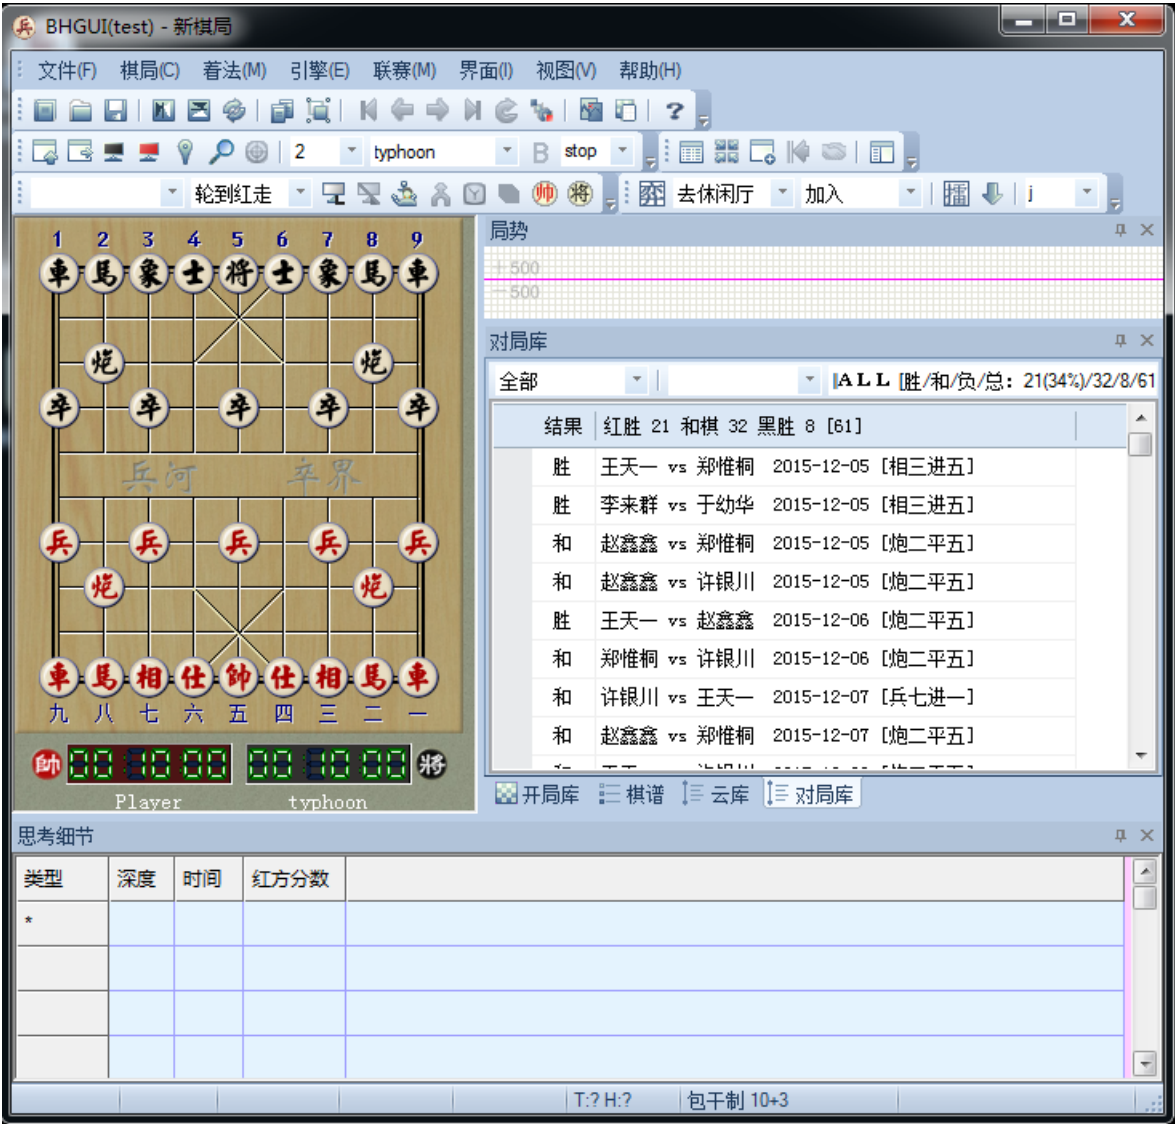 BHGUI(test) - 新棋局
文件(F) 棋局(C) 着法(M) 引擎(E) 联赛(M) 界面(I) 视图(V) 帮助(H)
2 typhoon B stop
轮到红走 帅 将 弈 去休闲厅 加入 擂 j
1 2 3 4 5 6 7 8 9
車 馬 象 士 将 士 象 馬 車
炮 炮
卒 卒 卒 卒 卒
兵河 卒界
兵 兵 兵 兵 兵
炮 炮
車 馬 相 仕 帥 仕 相 馬 車
九 八 七 六 五 四 三 二 一
帥 00:10:00 00:10:00 將
Player typhoon
局势
+500
-500
对局库
全部 ALL [胜/和/负/总: 21(34%)/32/8/61
结果 红胜 21 和棋 32 黑胜 8 [61]
胜 王天一 vs 郑惟桐 2015-12-05 [相三进五]
胜 李来群 vs 于幼华 2015-12-05 [相三进五]
和 赵鑫鑫 vs 郑惟桐 2015-12-05 [炮二平五]
和 赵鑫鑫 vs 许银川 2015-12-05 [炮二平五]
胜 王天一 vs 赵鑫鑫 2015-12-06 [炮二平五]
和 郑惟桐 vs 许银川 2015-12-06 [炮二平五]
和 许银川 vs 王天一 2015-12-07 [兵七进一]
和 赵鑫鑫 vs 郑惟桐 2015-12-07 [炮二平五]
开局库 棋谱 云库 对局库
思考细节
类型 深度 时间 红方分数
*
T:? H:? 包干制 10+3